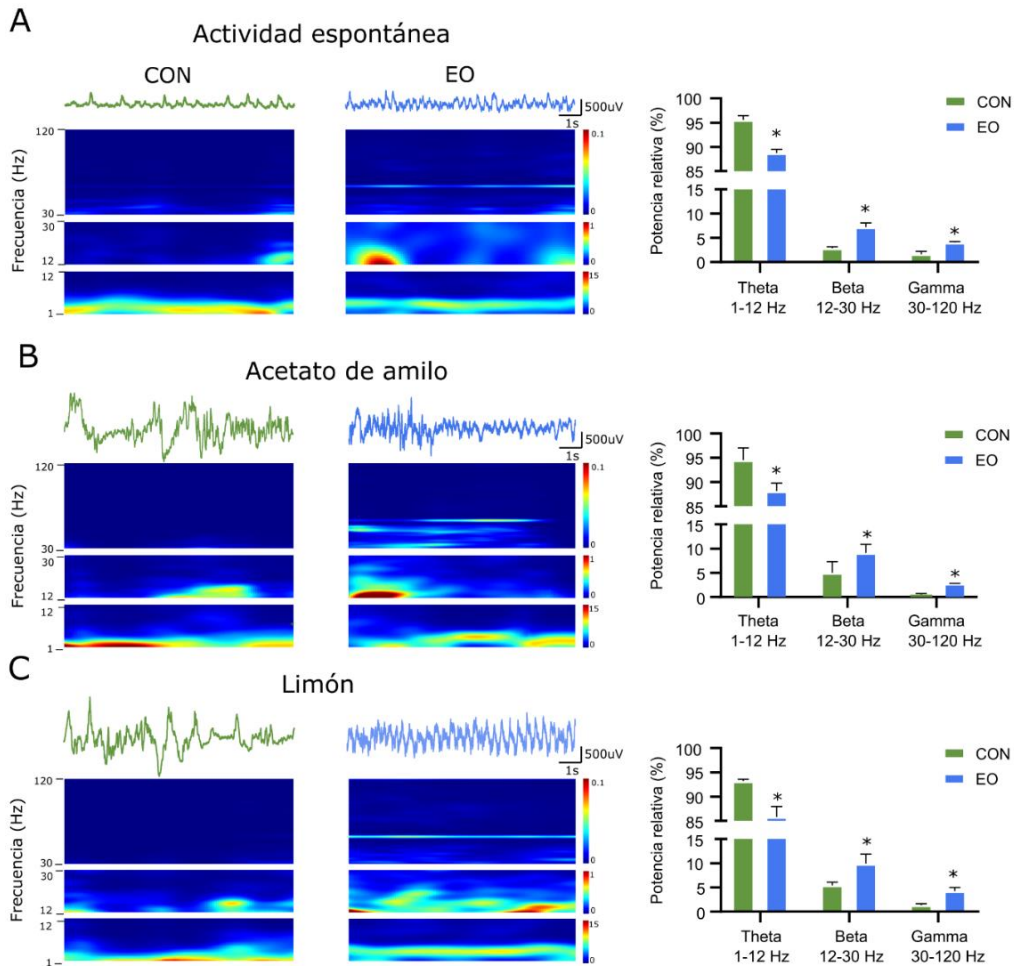 A
Actividad espontánea
CON
EO
500uV
1s
120
Frecuencia (Hz)
30
30
12
12
1
0.1
0
1
0
15
0
Potencia relativa (%)
100
95
90
85
15
10
5
0
CON
EO
*
*
*
Theta
1-12 Hz
Beta
12-30 Hz
Gamma
30-120 Hz
B
Acetato de amilo
500uV
1s
120
Frecuencia (Hz)
30
30
12
12
1
0.1
0
1
0
15
0
Potencia relativa (%)
100
95
90
85
15
10
5
0
CON
EO
*
*
*
Theta
1-12 Hz
Beta
12-30 Hz
Gamma
30-120 Hz
C
Limón
500uV
1s
120
Frecuencia (Hz)
30
30
12
12
1
0.1
0
1
0
15
0
Potencia relativa (%)
100
95
90
85
15
10
5
0
CON
EO
*
*
*
Theta
1-12 Hz
Beta
12-30 Hz
Gamma
30-120 Hz